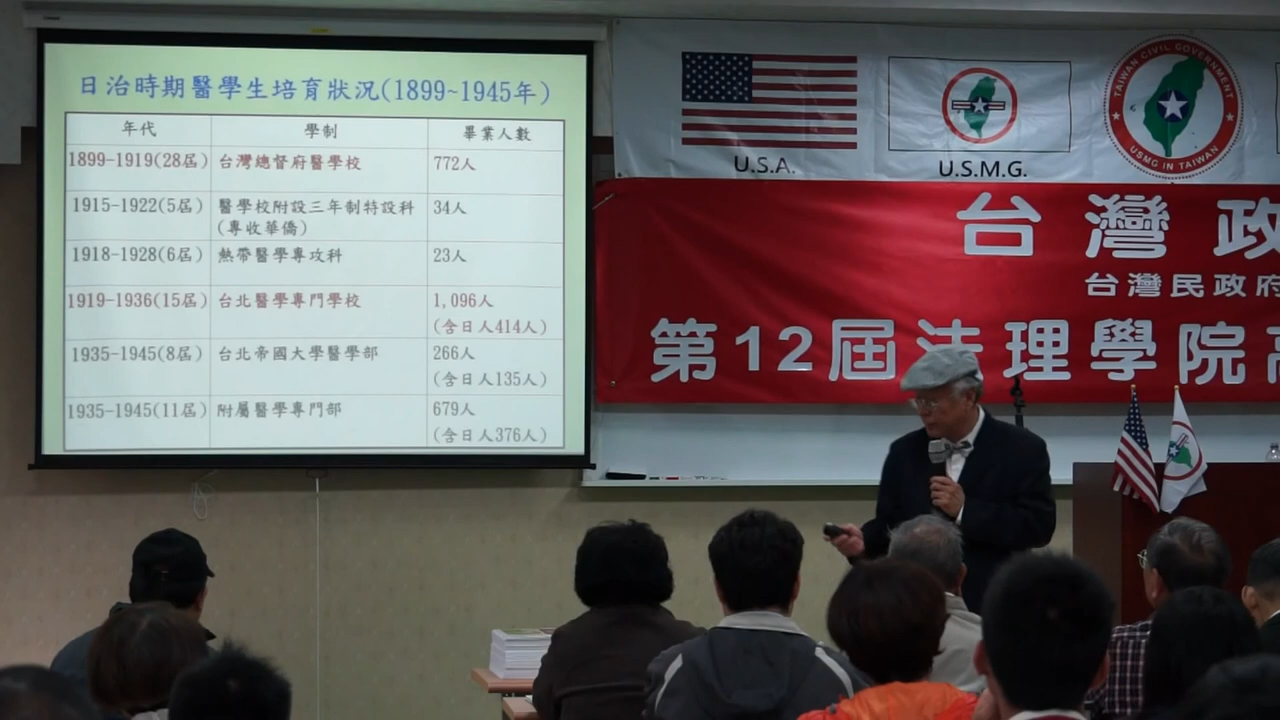 日治時期醫學生培育狀況(1899~1945年)
年代 學制 畢業人數
1899-1919(28屆) 台灣總督府醫學校 772人
1915-1922(5屆) 醫學校附設三年制特設科 34人
(專收華僑)
1918-1928(6屆) 熱帶醫學專攻科 23人
1919-1936(15屆) 台北醫學專門學校 1,096人
(含日人414人)
1935-1945(8屆) 台北帝國大學醫學部 266人
(含日人135人)
1935-1945(11屆) 附屬醫學專門部 679人
(含日人376人)
U.S.A.
U.S.M.G.
TAIWAN CIVIL GOVERNMENT
USMG IN TAIWAN
台灣政
台灣民政府
第12屆法理學院高